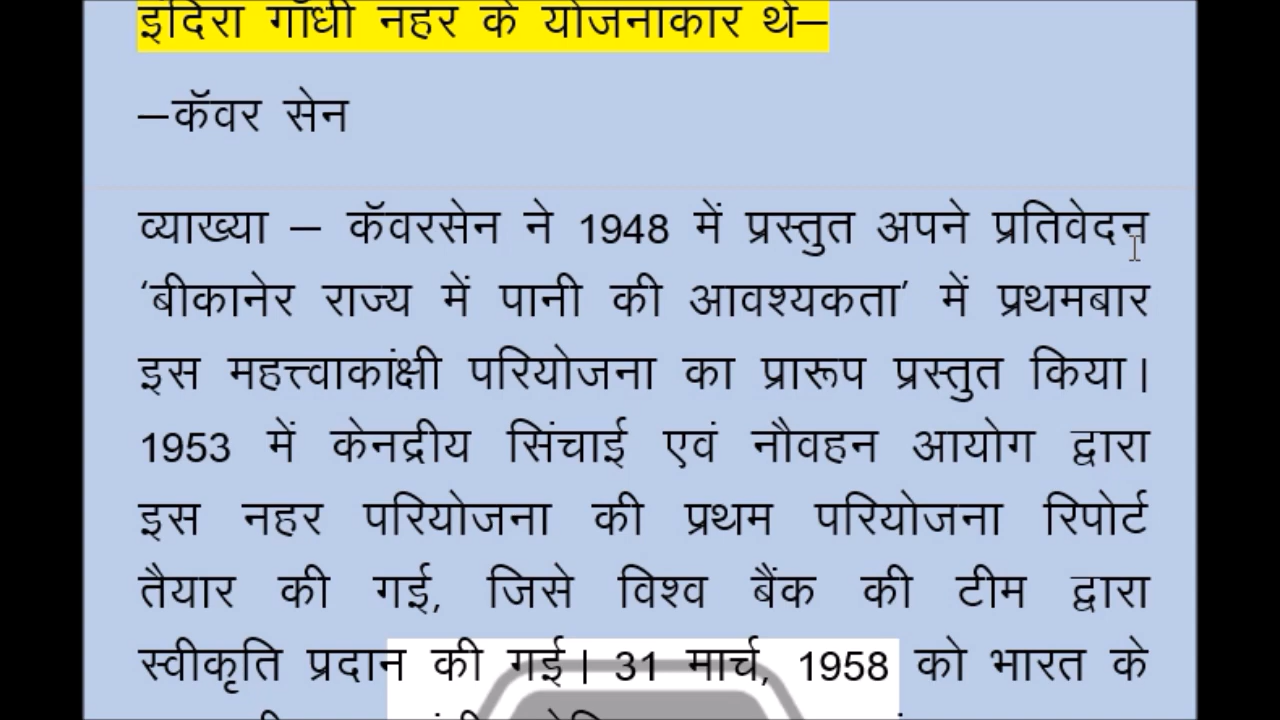 इंदिरा गाँधी नहर के योजनाकार थे–
–कॅवर सेन
व्याख्या – कॅवरसेन ने 1948 में प्रस्तुत अपने प्रतिवेदन
‘बीकानेर राज्य में पानी की आवश्यकता’ में प्रथमबार
इस महत्त्वाकांक्षी परियोजना का प्रारूप प्रस्तुत किया।
1953 में केनद्रीय सिंचाई एवं नौवहन आयोग द्वारा
इस नहर परियोजना की प्रथम परियोजना रिपोर्ट
तैयार की गई, जिसे विश्व बैंक की टीम द्वारा
स्वीकृति प्रदान की गई। 31 मार्च, 1958 को भारत के